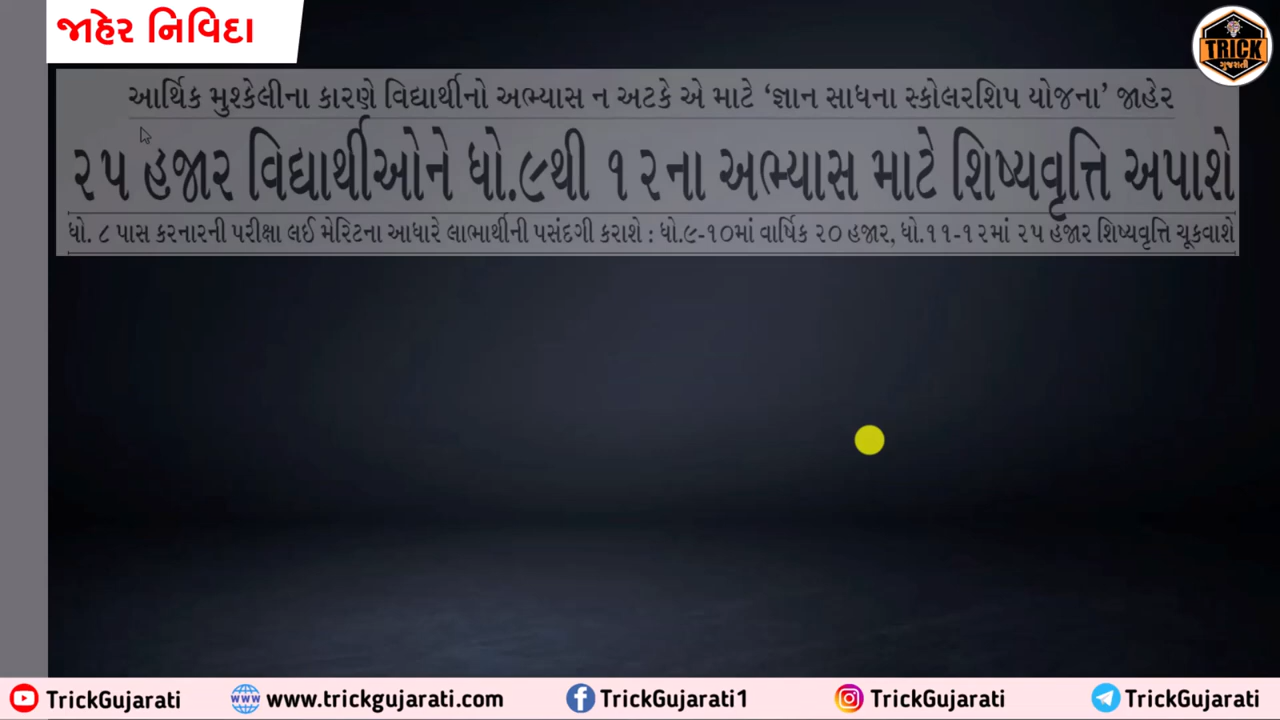 જાહેર નિવિદા
TRICK
ગુજરાતી
આર્થિક મુશ્કેલીના કારણે વિદ્યાર્થીનો અભ્યાસ ન અટકે એ માટે ‘જ્ઞાન સાધના સ્કોલરશિપ યોજના’ જાહેર
૨૫ હજાર વિદ્યાર્થીઓને ધો.૯થી ૧૨ના અભ્યાસ માટે શિષ્યવૃત્તિ અપાશે
ધો. ૮ પાસ કરનારની પરીક્ષા લઈ મેરિટના આધારે લાભાર્થીની પસંદગી કરાશે : ધો.૯-૧૦માં વાર્ષિક ૨૦ હજાર, ધો.૧૧-૧૨માં ૨૫ હજાર શિષ્યવૃત્તિ ચૂકવાશે
TrickGujarati www.trickgujarati.com TrickGujarati1 TrickGujarati TrickGujarati